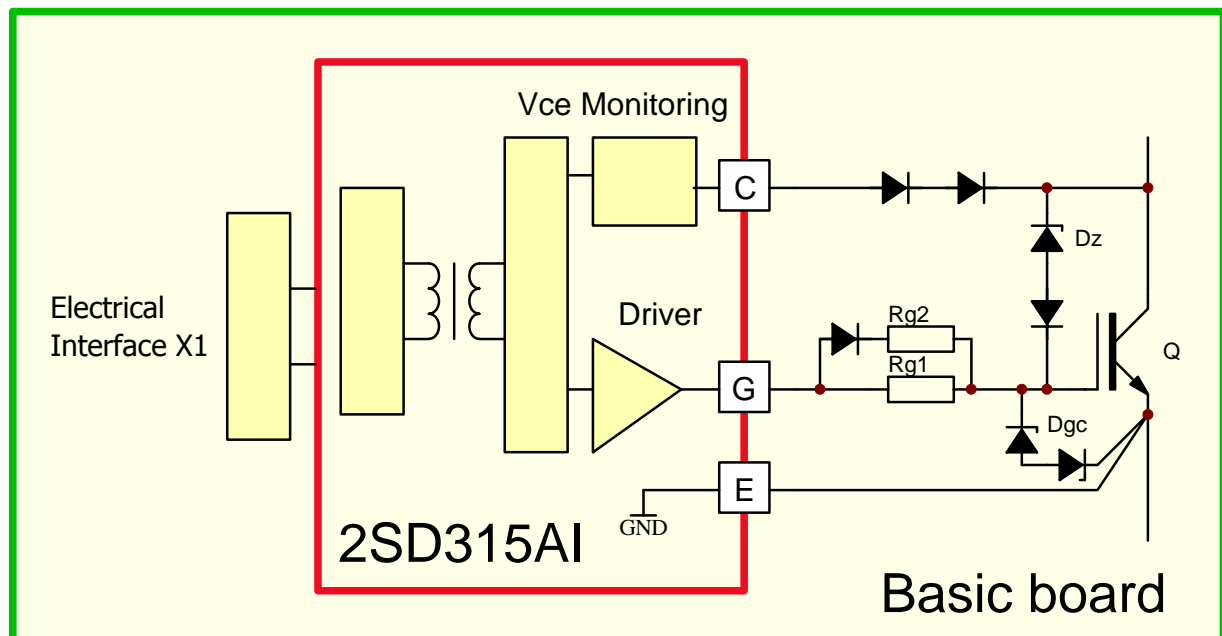 Vce Monitoring
C
Dz
Electrical
Interface X1
Driver
Rg2
Rg1
Q
G
Dgc
E
GND
2SD315AI
Basic board